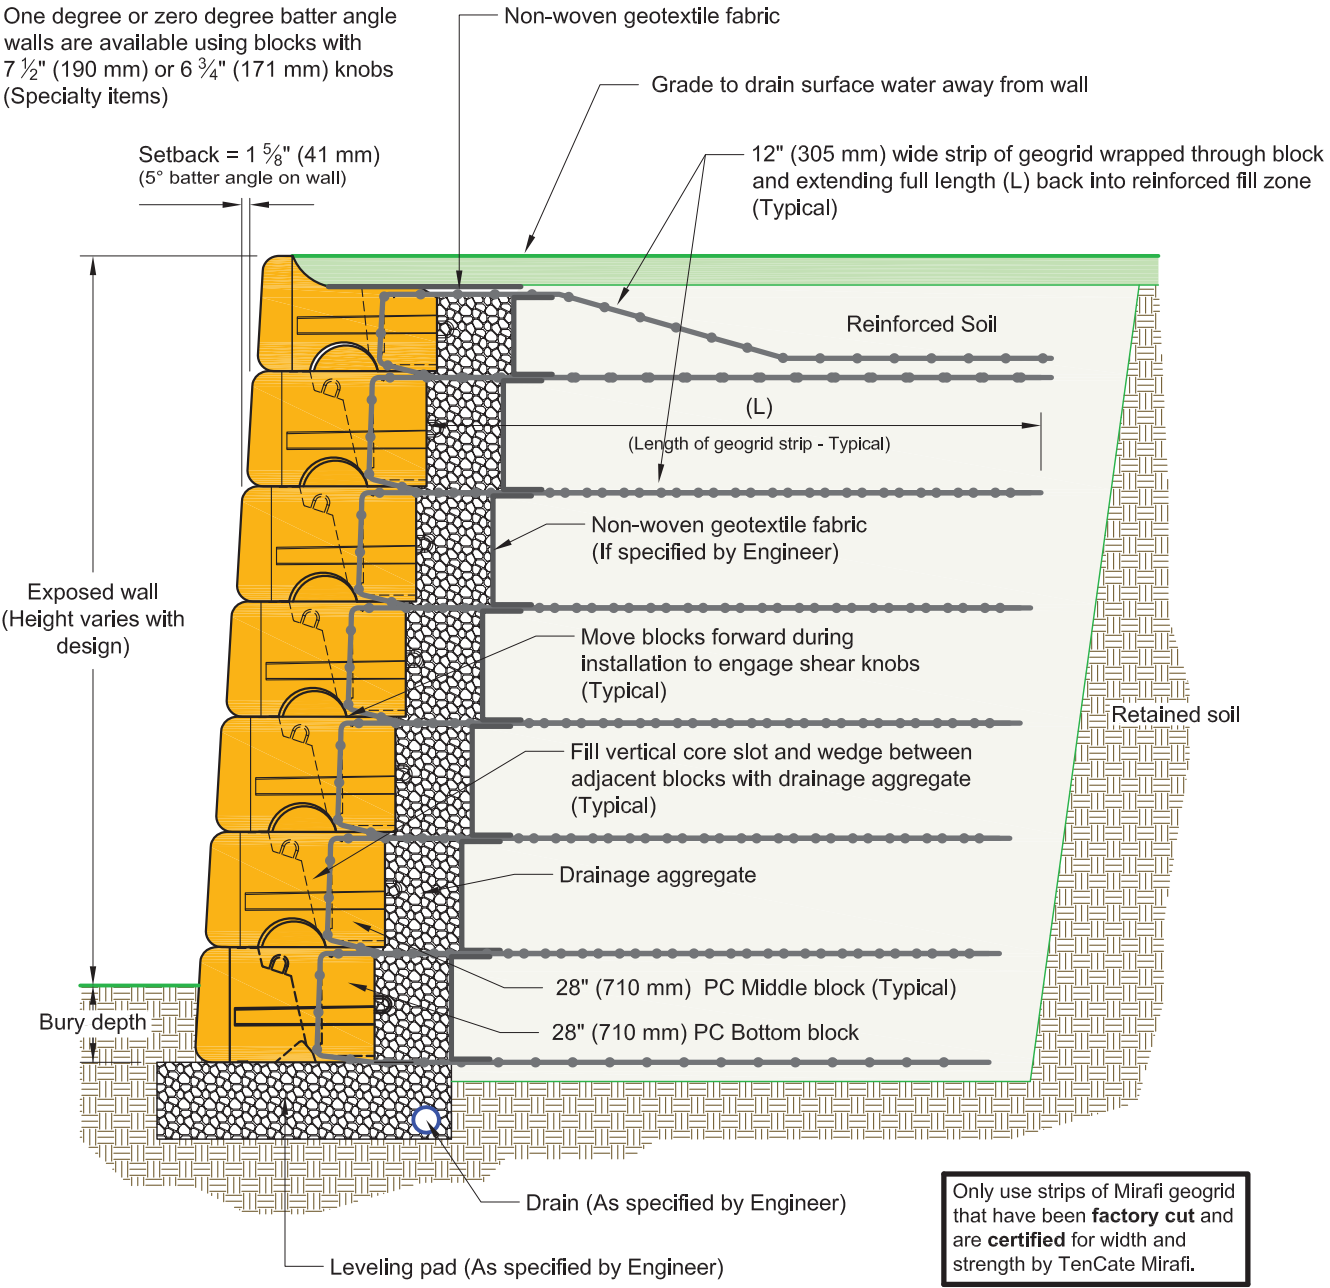 One degree or zero degree batter angle
walls are available using blocks with
7 ½" (190 mm) or 6 ¾" (171 mm) knobs
(Specialty items)
Non-woven geotextile fabric
Grade to drain surface water away from wall
Setback = 1 ⅝" (41 mm)
(5° batter angle on wall)
12" (305 mm) wide strip of geogrid wrapped through block
and extending full length (L) back into reinforced fill zone
(Typical)
Reinforced Soil
(L)
(Length of geogrid strip - Typical)
Non-woven geotextile fabric
(If specified by Engineer)
Exposed wall
(Height varies with
design)
Move blocks forward during
installation to engage shear knobs
(Typical)
Retained soil
Fill vertical core slot and wedge between
adjacent blocks with drainage aggregate
(Typical)
Drainage aggregate
28" (710 mm) PC Middle block (Typical)
Bury depth
28" (710 mm) PC Bottom block
Drain (As specified by Engineer)
Leveling pad (As specified by Engineer)
Only use strips of Mirafi geogrid
that have been factory cut and
are certified for width and
strength by TenCate Mirafi.